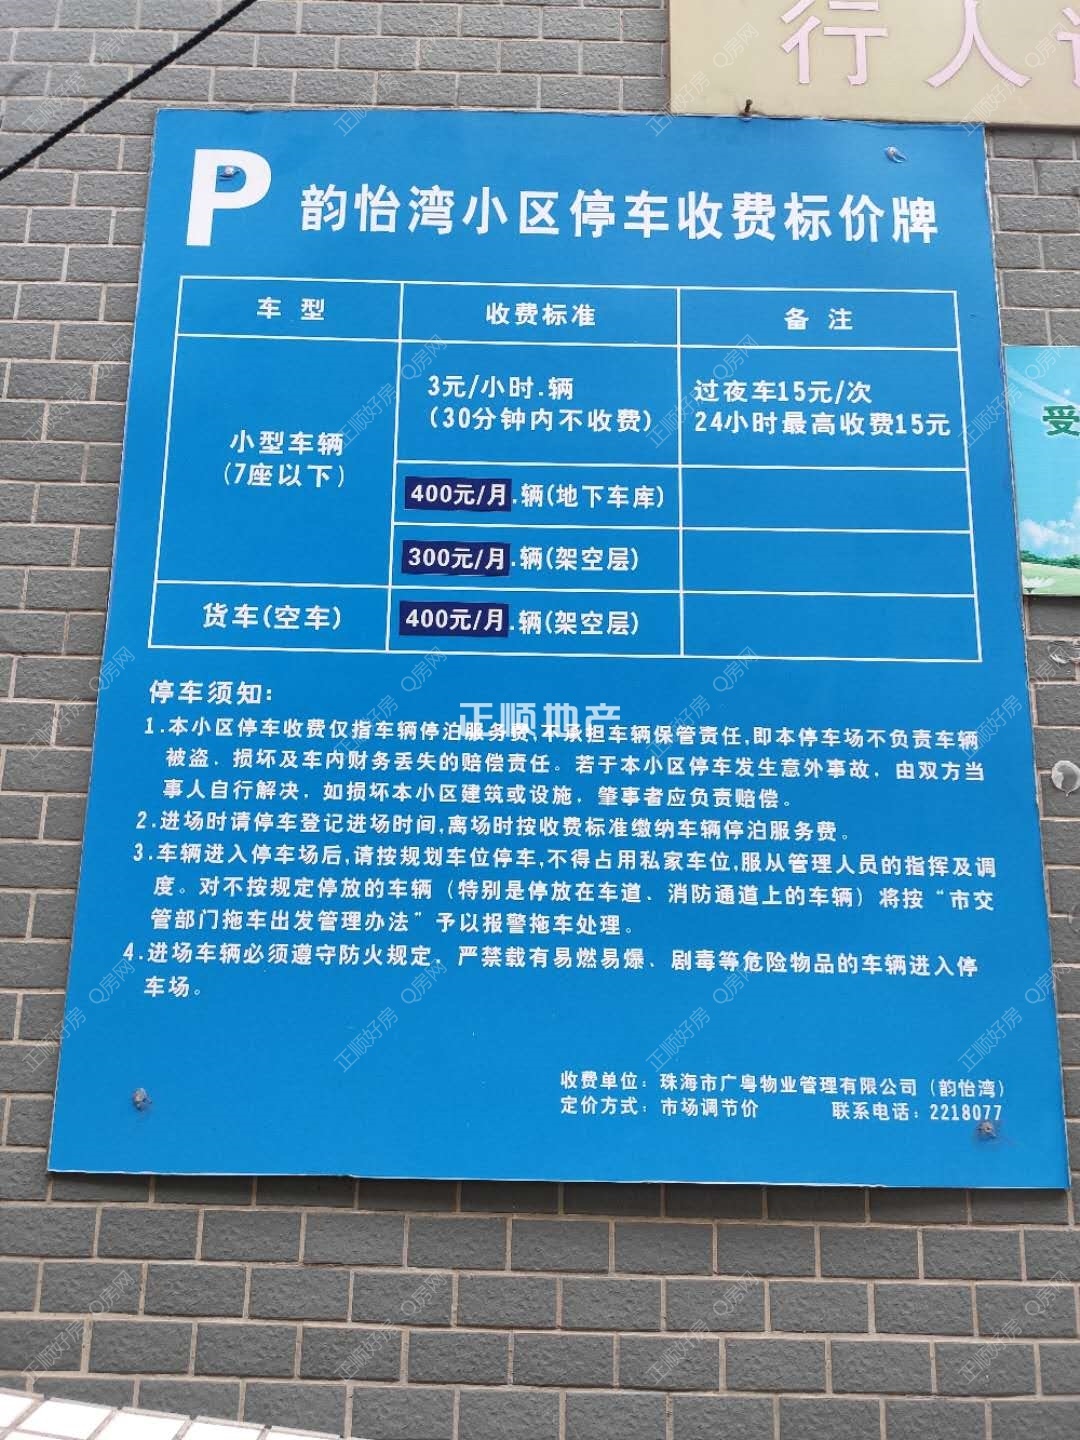 行人
P 韵怡湾小区停车收费标价牌
车 型 收费标准 备 注
小型车辆
(7座以下)
3元/小时.辆
(30分钟内不收费)
过夜车15元/次
24小时最高收费15元
400元/月.辆(地下车库)
300元/月.辆(架空层)
货车(空车) 400元/月.辆(架空层)
受
停车须知:
1.本小区停车收费仅指车辆停泊服务费,不承担车辆保管责任,即本停车场不负责车辆
被盗、损坏及车内财务丢失的赔偿责任。若于本小区停车发生意外事故,由双方当
事人自行解决,如损坏本小区建筑或设施,肇事者应负责赔偿。
2.进场时请停车登记进场时间,离场时按收费标准缴纳车辆停泊服务费。
3.车辆进入停车场后,请按规划车位停车,不得占用私家车位,服从管理人员的指挥及调
度。对不按规定停放的车辆(特别是停放在车道、消防通道上的车辆)将按“市交
管部门拖车出发管理办法”予以报警拖车处理。
4.进场车辆必须遵守防火规定,严禁载有易燃易爆、剧毒等危险物品的车辆进入停
车场。
收费单位:珠海市广粤物业管理有限公司(韵怡湾)
定价方式:市场调节价 联系电话:2218077
正顺地产
正顺好房 Q房网